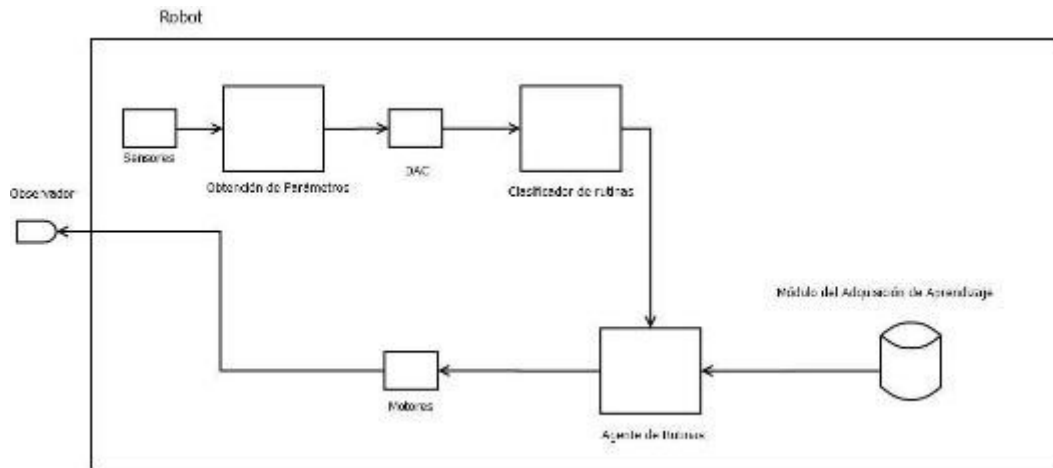 Robot
Sensores
Obtención de Parámetros
DAC
Clasificador de rutinas
Observador
Módulo del Adquisición de Aprendizaje
Motores
Agente de Rutinas